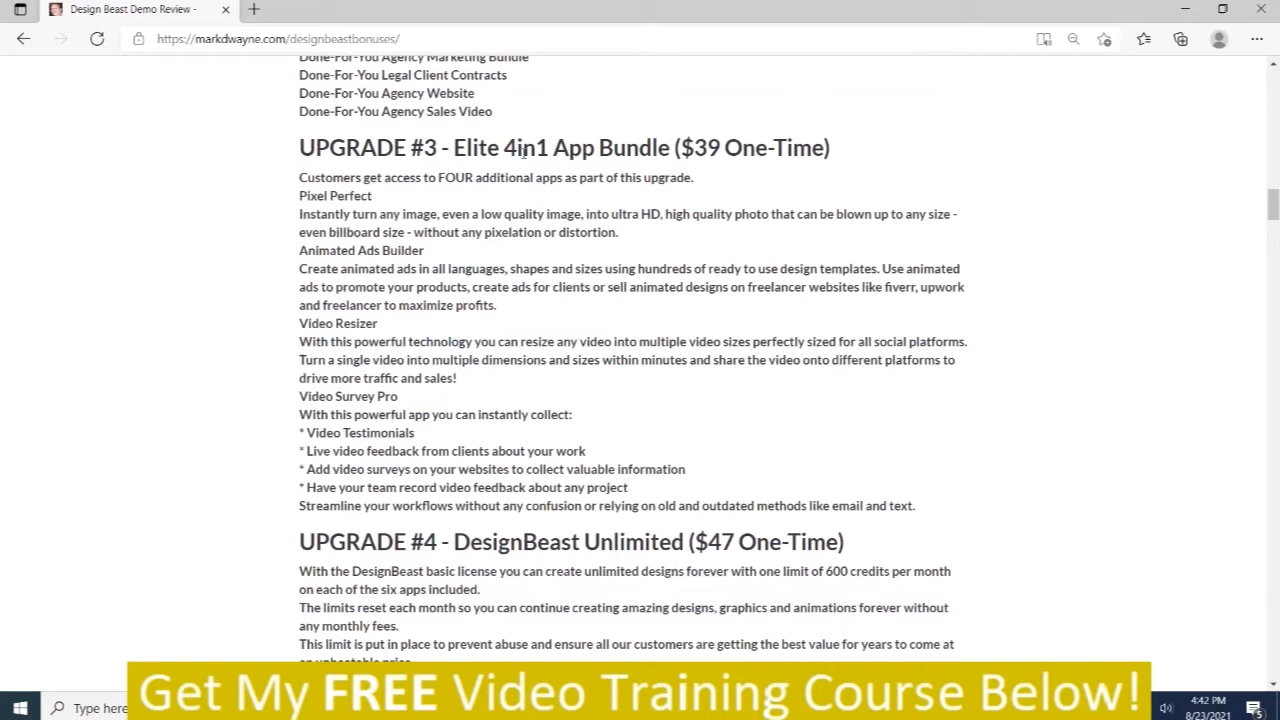 Design Beast Demo Review -
https://markdwayne.com/designbeastbonuses/
Done-For-You Agency Marketing Bundle
Done-For-You Legal Client Contracts
Done-For-You Agency Website
Done-For-You Agency Sales Video
UPGRADE #3 - Elite 4in1 App Bundle ($39 One-Time)
Customers get access to FOUR additional apps as part of this upgrade.
Pixel Perfect
Instantly turn any image, even a low quality image, into ultra HD, high quality photo that can be blown up to any size -
even billboard size - without any pixelation or distortion.
Animated Ads Builder
Create animated ads in all languages, shapes and sizes using hundreds of ready to use design templates. Use animated
ads to promote your products, create ads for clients or sell animated designs on freelancer websites like fiverr, upwork
and freelancer to maximize profits.
Video Resizer
With this powerful technology you can resize any video into multiple video sizes perfectly sized for all social platforms.
Turn a single video into multiple dimensions and sizes within minutes and share the video onto different platforms to
drive more traffic and sales!
Video Survey Pro
With this powerful app you can instantly collect:
* Video Testimonials
* Live video feedback from clients about your work
* Add video surveys on your websites to collect valuable information
* Have your team record video feedback about any project
Streamline your workflows without any confusion or relying on old and outdated methods like email and text.
UPGRADE #4 - DesignBeast Unlimited ($47 One-Time)
With the DesignBeast basic license you can create unlimited designs forever with one limit of 600 credits per month
on each of the six apps included.
The limits reset each month so you can continue creating amazing designs, graphics and animations forever without
any monthly fees.
This limit is put in place to prevent abuse and ensure all our customers are getting the best value for years to come at
Get My FREE Video Training Course Below!
Type here
4:42 PM
8/23/2021
5